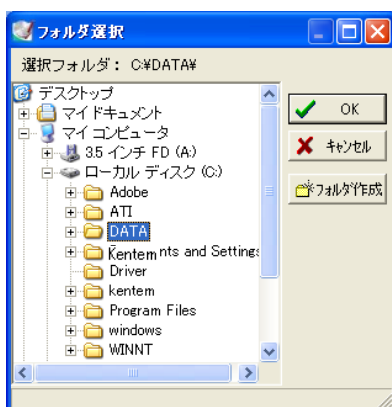 フォルダ選択
選択フォルダ： C:¥DATA¥
デスクトップ
マイ ドキュメント
マイ コンピュータ
3.5 インチ FD (A:)
ローカル ディスク (C:)
Adobe
ATI
DATA
Kentem nts and Settings
Driver
kentem
Program Files
windows
WINNT
OK
キャンセル
フォルダ作成